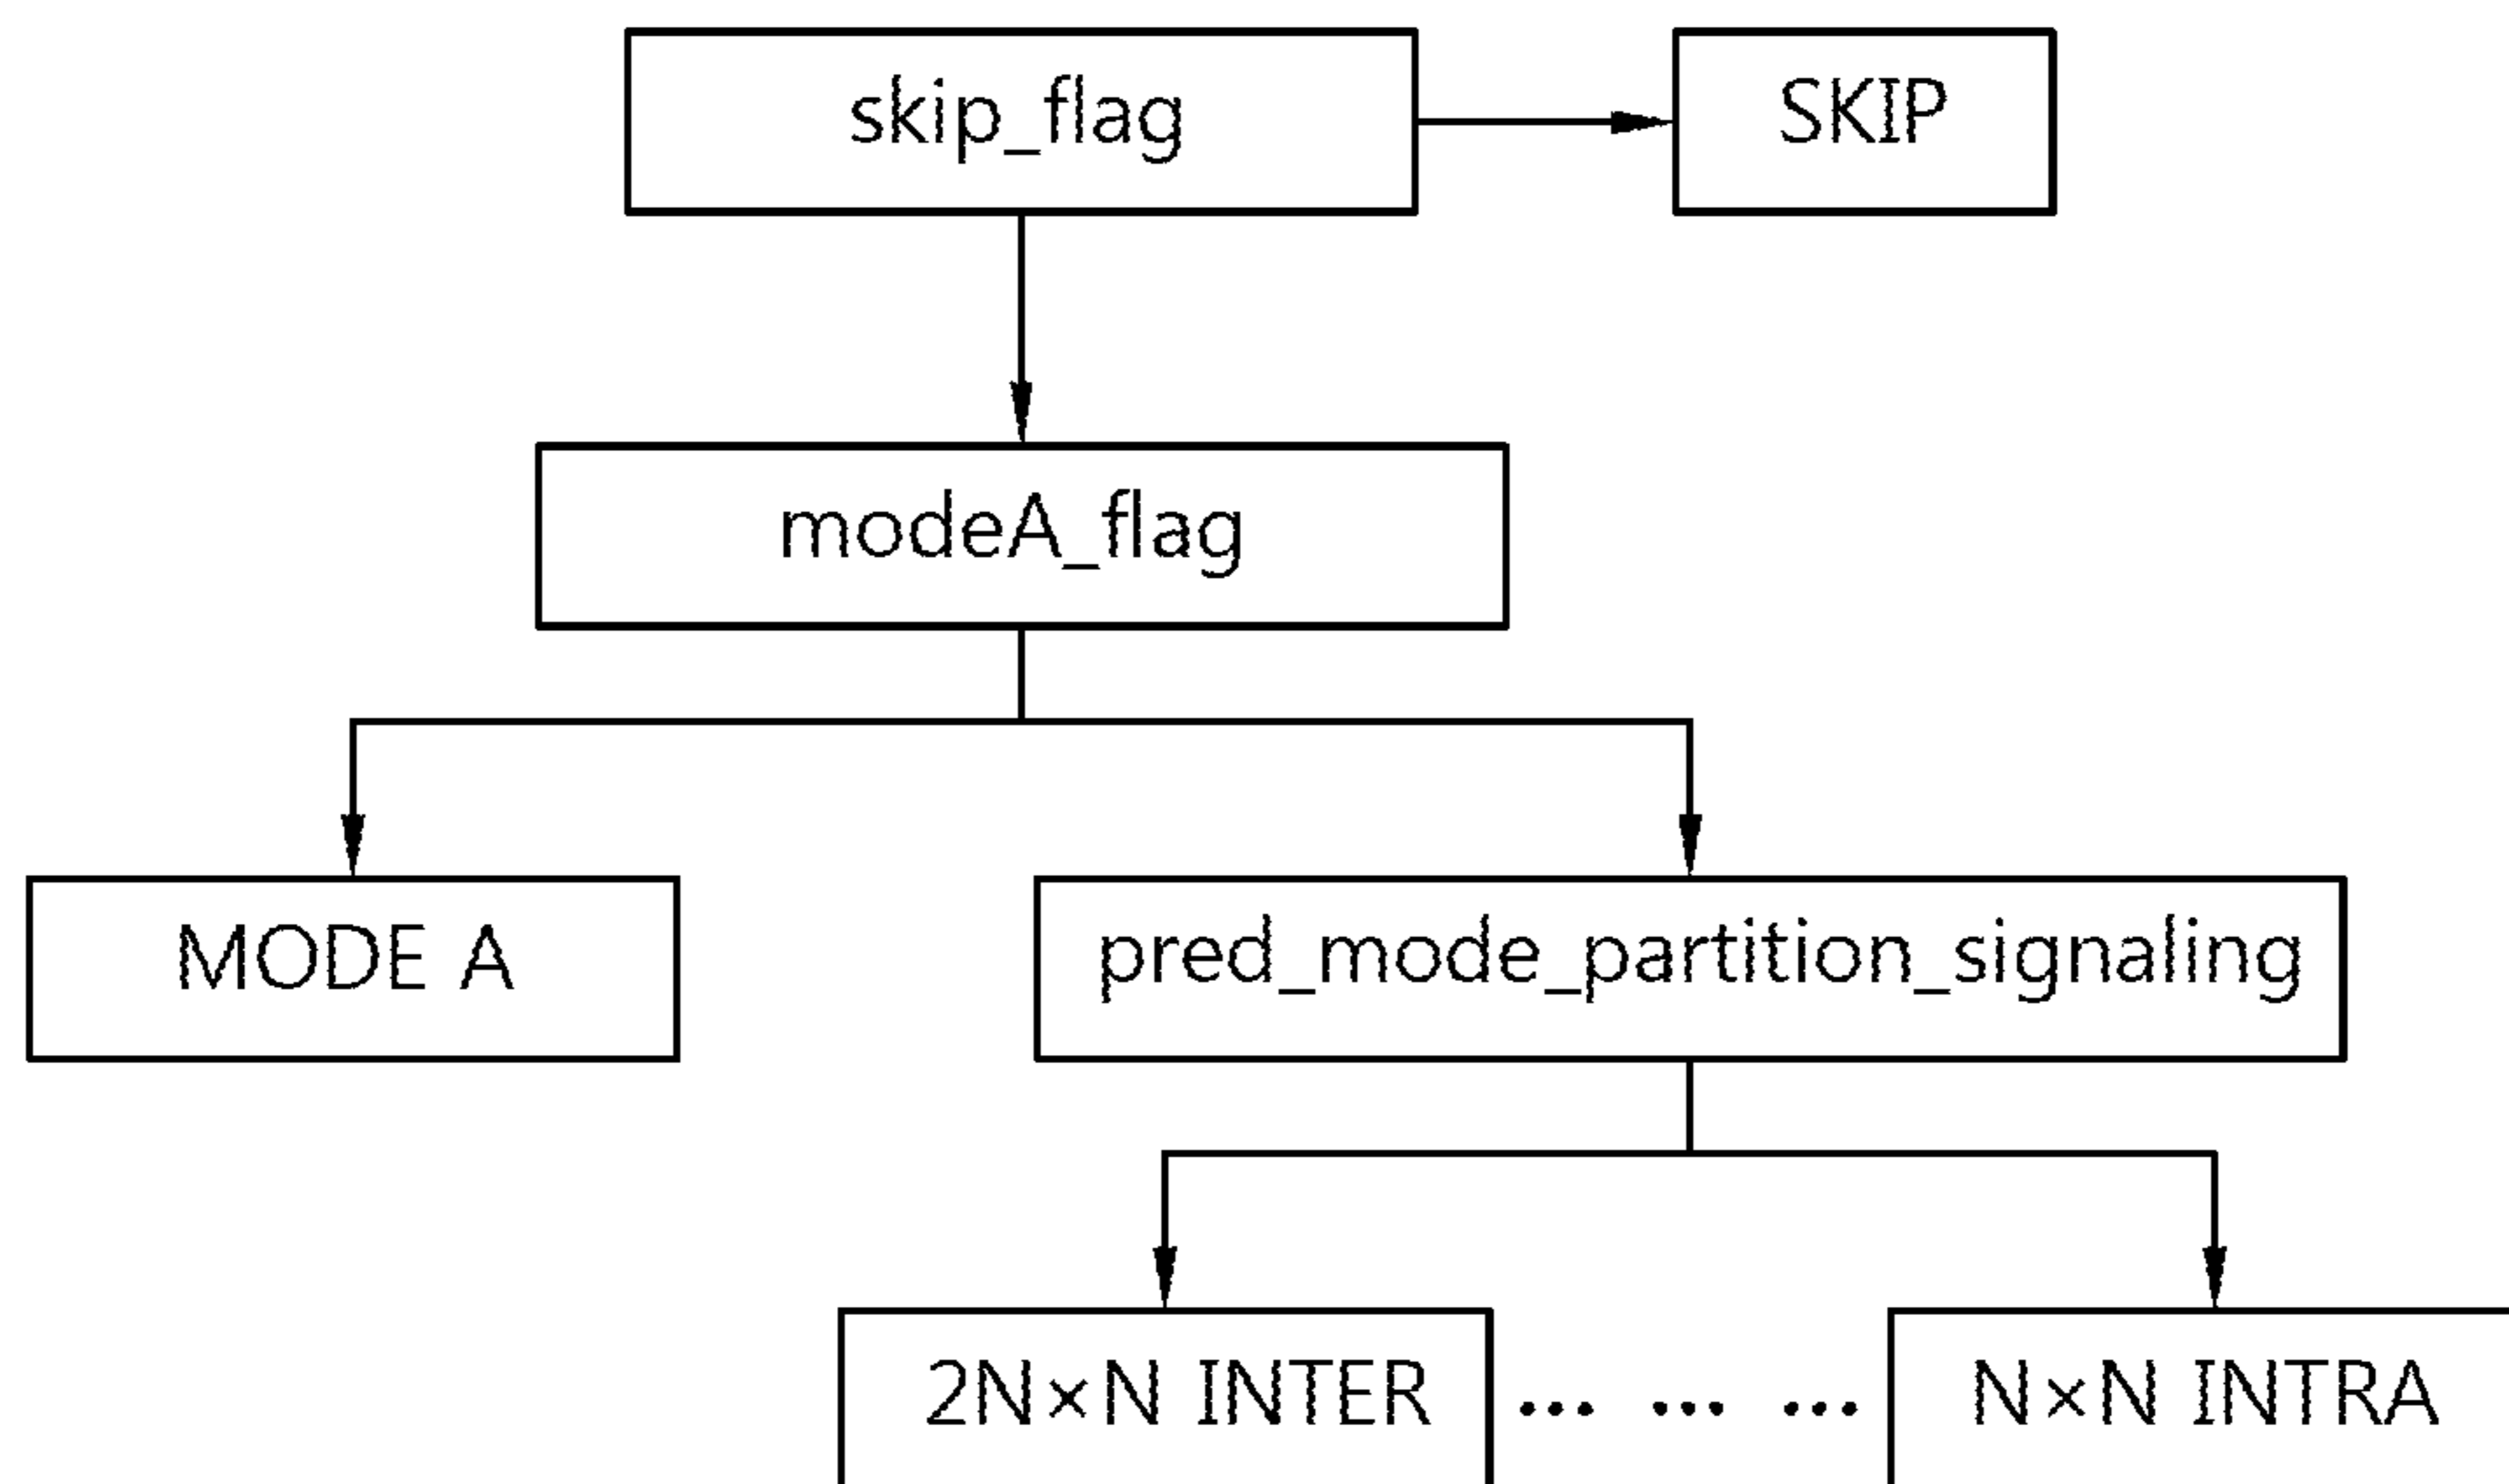 skip_flag
SKIP
modeA_flag
MODE A
pred_mode_partition_signaling
2N×N INTER
... ... ...
N×N INTRA